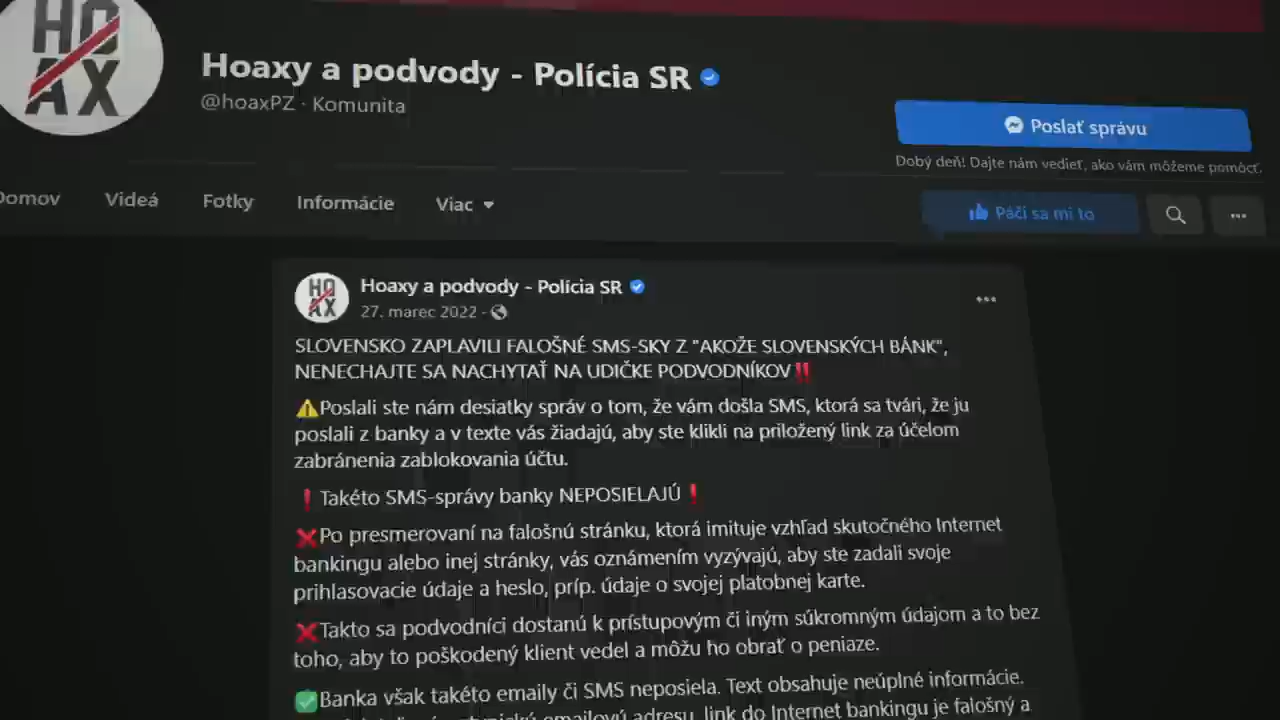 HOAX
Hoaxy a podvody - Polícia SR
@hoaxPZ · Komunita
Poslať správu
Dobý deň! Dajte nám vedieť, ako vám môžeme pomôcť.
Domov Videá Fotky Informácie Viac
Páči sa mi to
HOAX
Hoaxy a podvody - Polícia SR
27. marec 2022
SLOVENSKO ZAPLAVILI FALOŠNÉ SMS-SKY Z "AKOŽE SLOVENSKÝCH BÁNK",
NENECHAJTE SA NACHYTAŤ NA UDIČKE PODVODNÍKOV‼
⚠Poslali ste nám desiatky správ o tom, že vám došla SMS, ktorá sa tvári, že ju
poslali z banky a v texte vás žiadajú, aby ste klikli na priložený link za účelom
zabránenia zablokovania účtu.
❗Takéto SMS-správy banky NEPOSIELAJÚ❗
❌Po presmerovaní na falošnú stránku, ktorá imituje vzhľad skutočného Internet
bankingu alebo inej stránky, vás oznámením vyzývajú, aby ste zadali svoje
prihlasovacie údaje a heslo, príp. údaje o svojej platobnej karte.
❌Takto sa podvodníci dostanú k prístupovým či iným súkromným údajom a to bez
toho, aby to poškodený klient vedel a môžu ho obrať o peniaze.
✅Banka však takéto emaily či SMS neposiela. Text obsahuje neúplné informácie.
emailovú adresu, link do Internet bankingu je falošný a